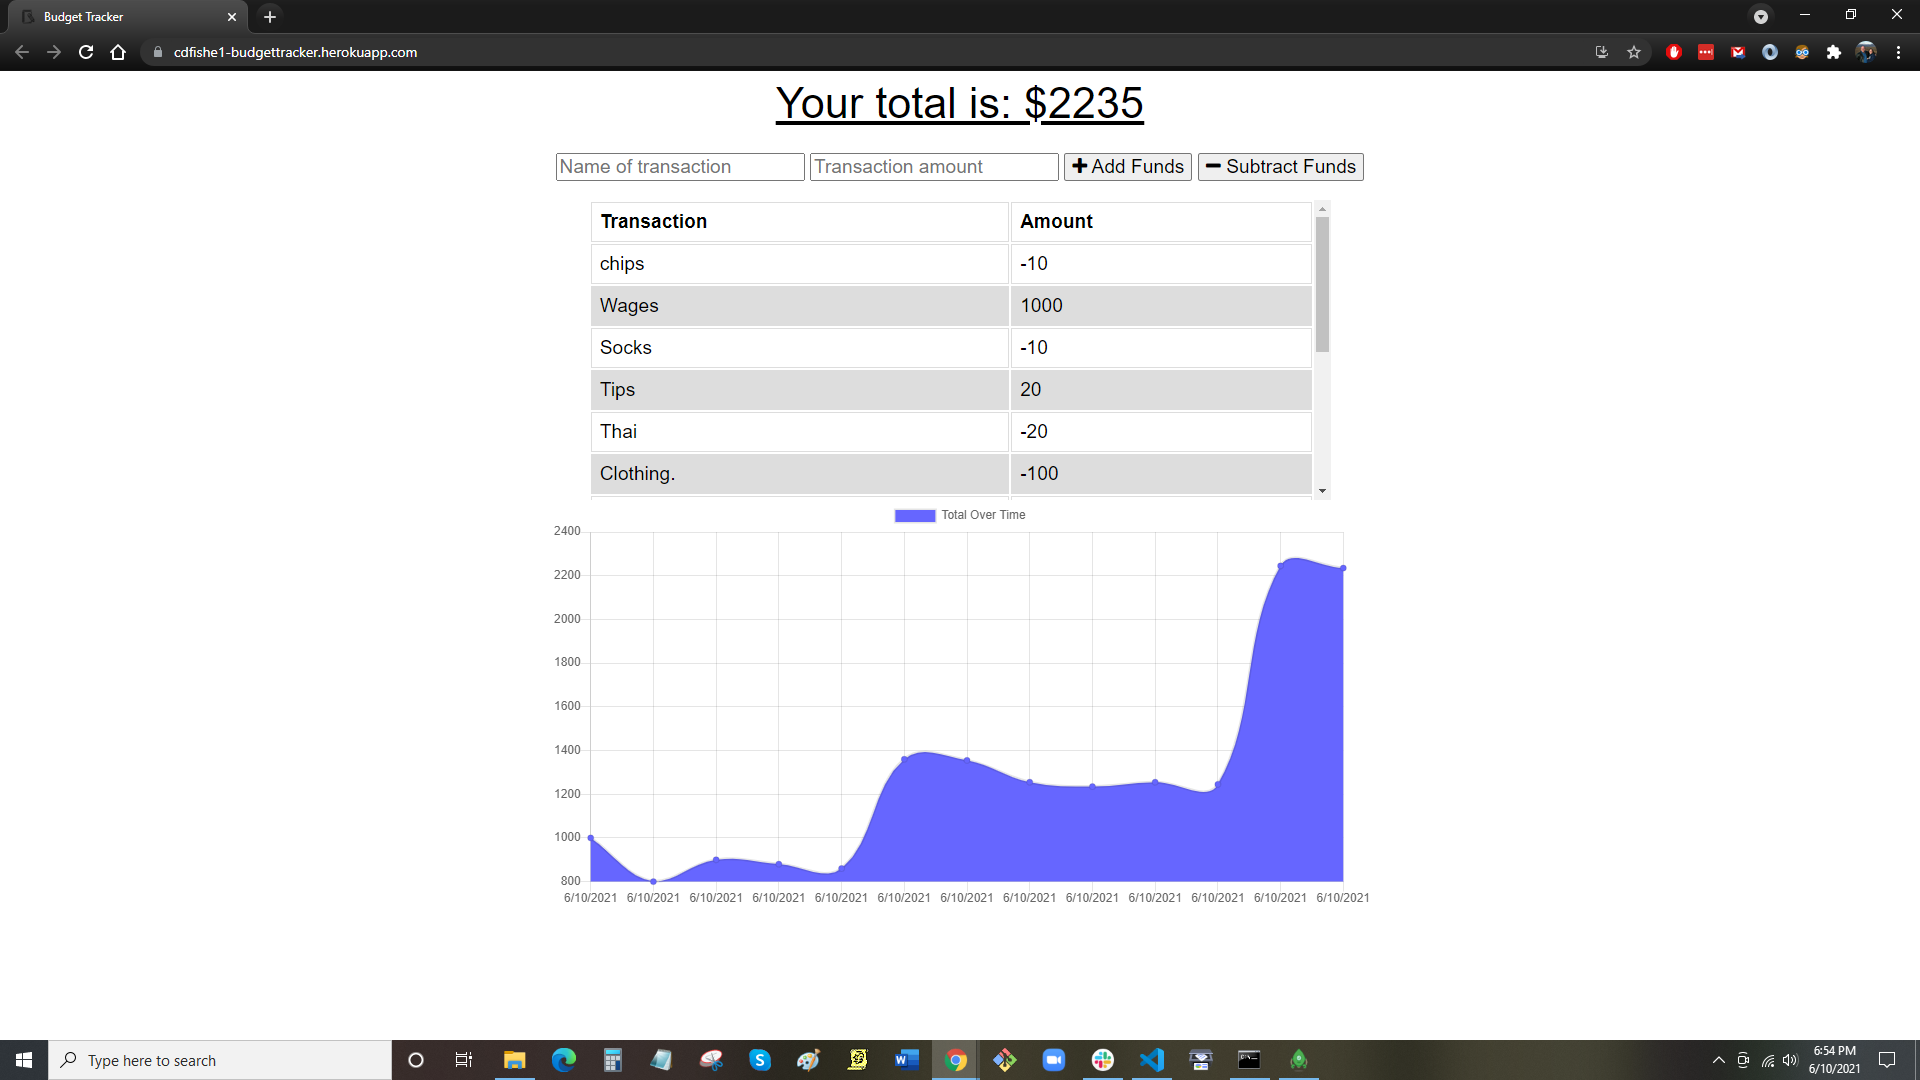 Budget Tracker
cdfishe1-budgettracker.herokuapp.com
Your total is: $2235
Name of transaction Transaction amount Add Funds Subtract Funds
Transaction Amount
chips -10
Wages 1000
Socks -10
Tips 20
Thai -20
Clothing. -100
Total Over Time
2400
2200
2000
1800
1600
1400
1200
1000
800
6/10/2021 6/10/2021 6/10/2021 6/10/2021 6/10/2021 6/10/2021 6/10/2021 6/10/2021 6/10/2021 6/10/2021 6/10/2021 6/10/2021 6/10/2021
Type here to search
6:54 PM
6/10/2021